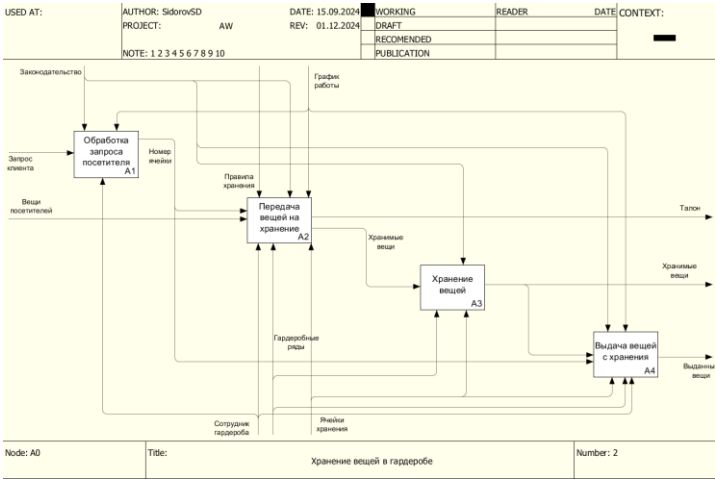 USED AT:
AUTHOR: SidorovSD
DATE: 15.09.2024
WORKING
READER
DATE
CONTEXT:
PROJECT: AW
REV: 01.12.2024
DRAFT
RECOMENDED
NOTE: 1 2 3 4 5 6 7 8 9 10
PUBLICATION
Законодательство
График
работы
Обработка
запроса
посетителя
A1
Запрос
клиента
Номер
ячейки
Правила
хранения
Вещи
посетителей
Передача
вещей на
хранение
A2
Талон
Хранимые
вещи
Хранение
вещей
A3
Хранимые
вещи
Гардеробные
ряды
Выдача вещей
с хранения
A4
Выданны
вещи
Сотрудник
гардероба
Ячейки
хранения
Node: A0
Title:
Хранение вещей в гардеробе
Number: 2